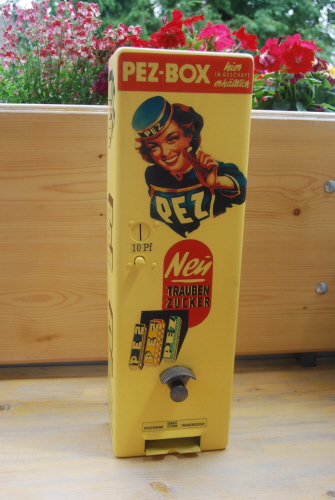 PEZ-BOX
hier
IM GESCHÄFT
erhältlich
PEZ
PEZ
10 Pf
Neu
TRAUBEN
ZUCKER
PEZ
PEZ
PEZ